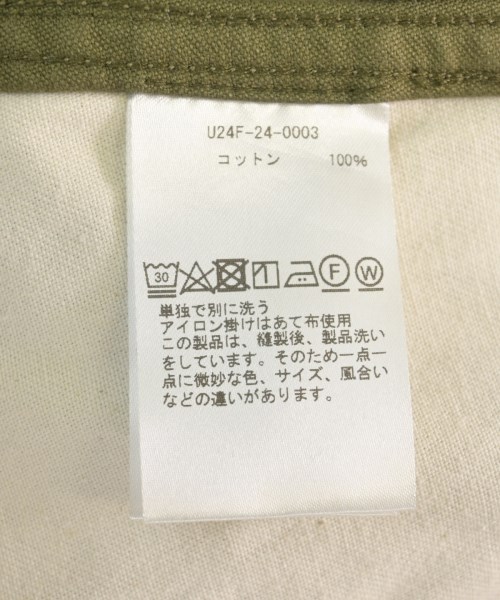 U24F-24-0003
コットン 100%
30 F W
単独で別に洗う
アイロン掛けはあて布使用
この製品は、縫製後、製品洗い
をしています。そのため一点一
点に微妙な色、サイズ、風合い
などの違いがあります。